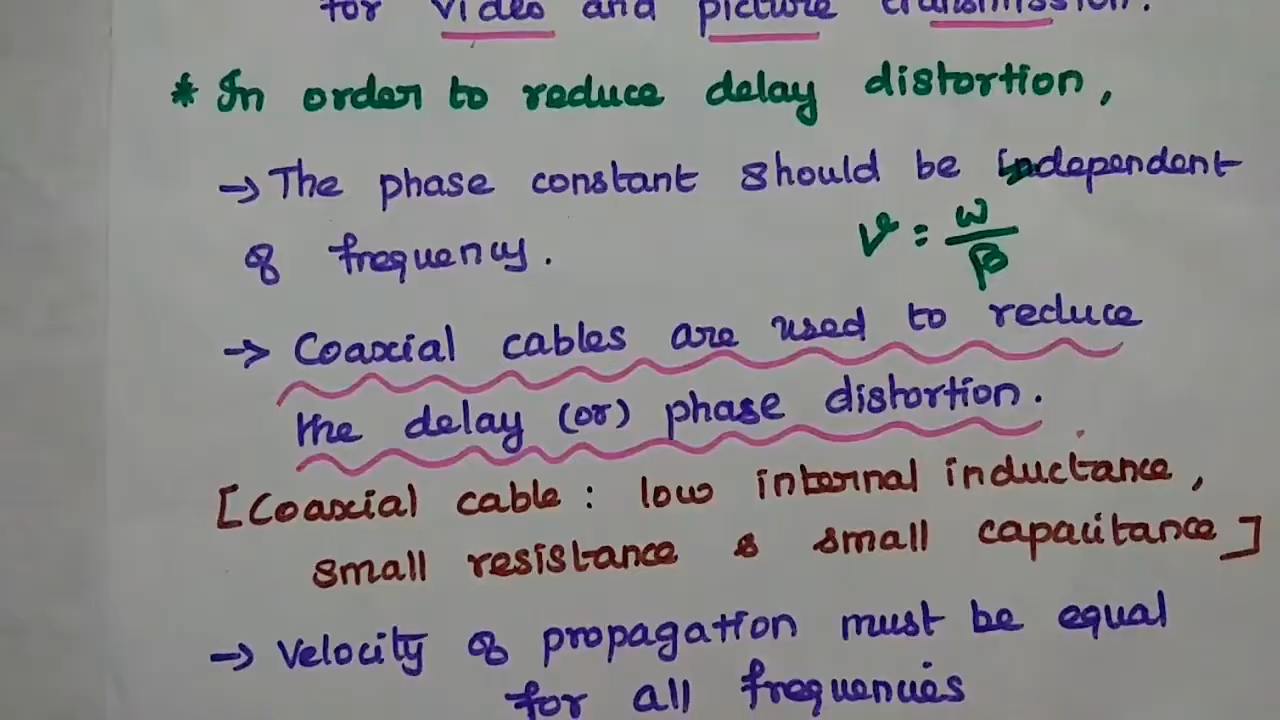 for video and picture transmission.
* In order to reduce delay distortion,
→ The phase constant should be independent
of frequency.
V = ω/β
→ Coaxial cables are used to reduce
the delay (or) phase distortion.
[Coaxial cable : low internal inductance,
small resistance & small capacitance]
→ Velocity of propagation must be equal
for all frequencies